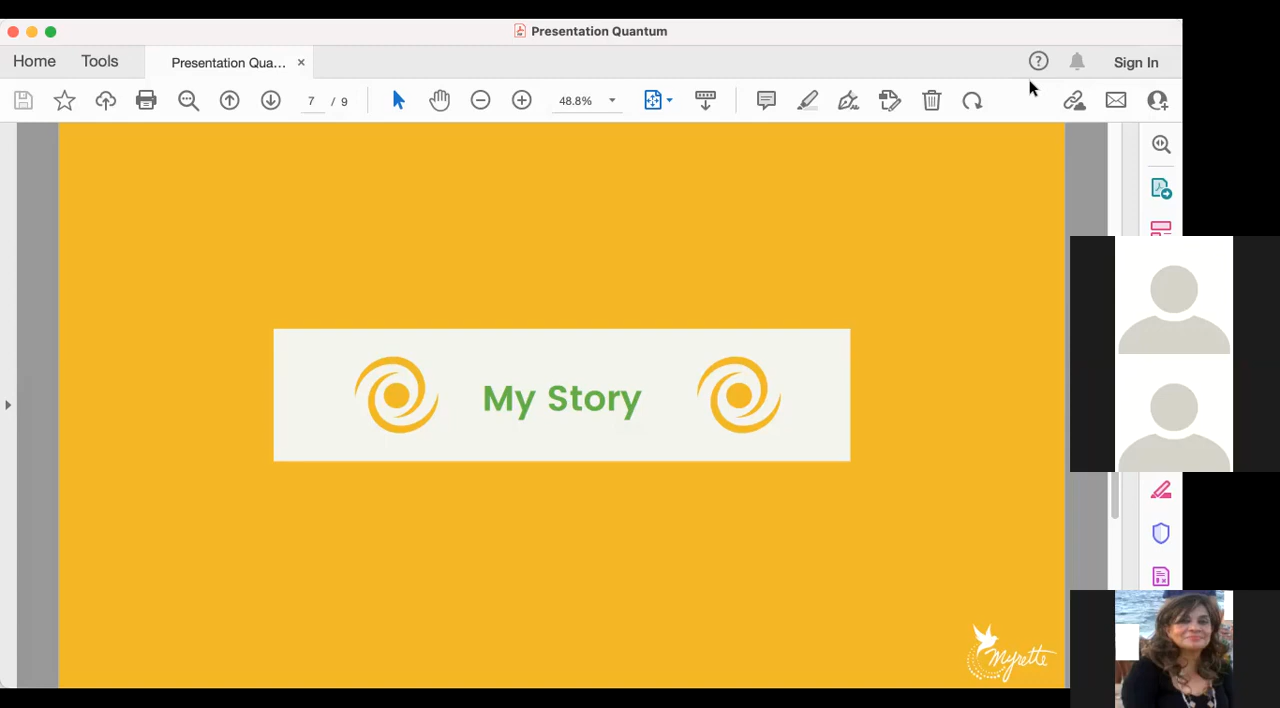 Presentation Quantum
Home
Tools
Presentation Qua...
Sign In
7 / 9
48.8%
My Story
Myrette